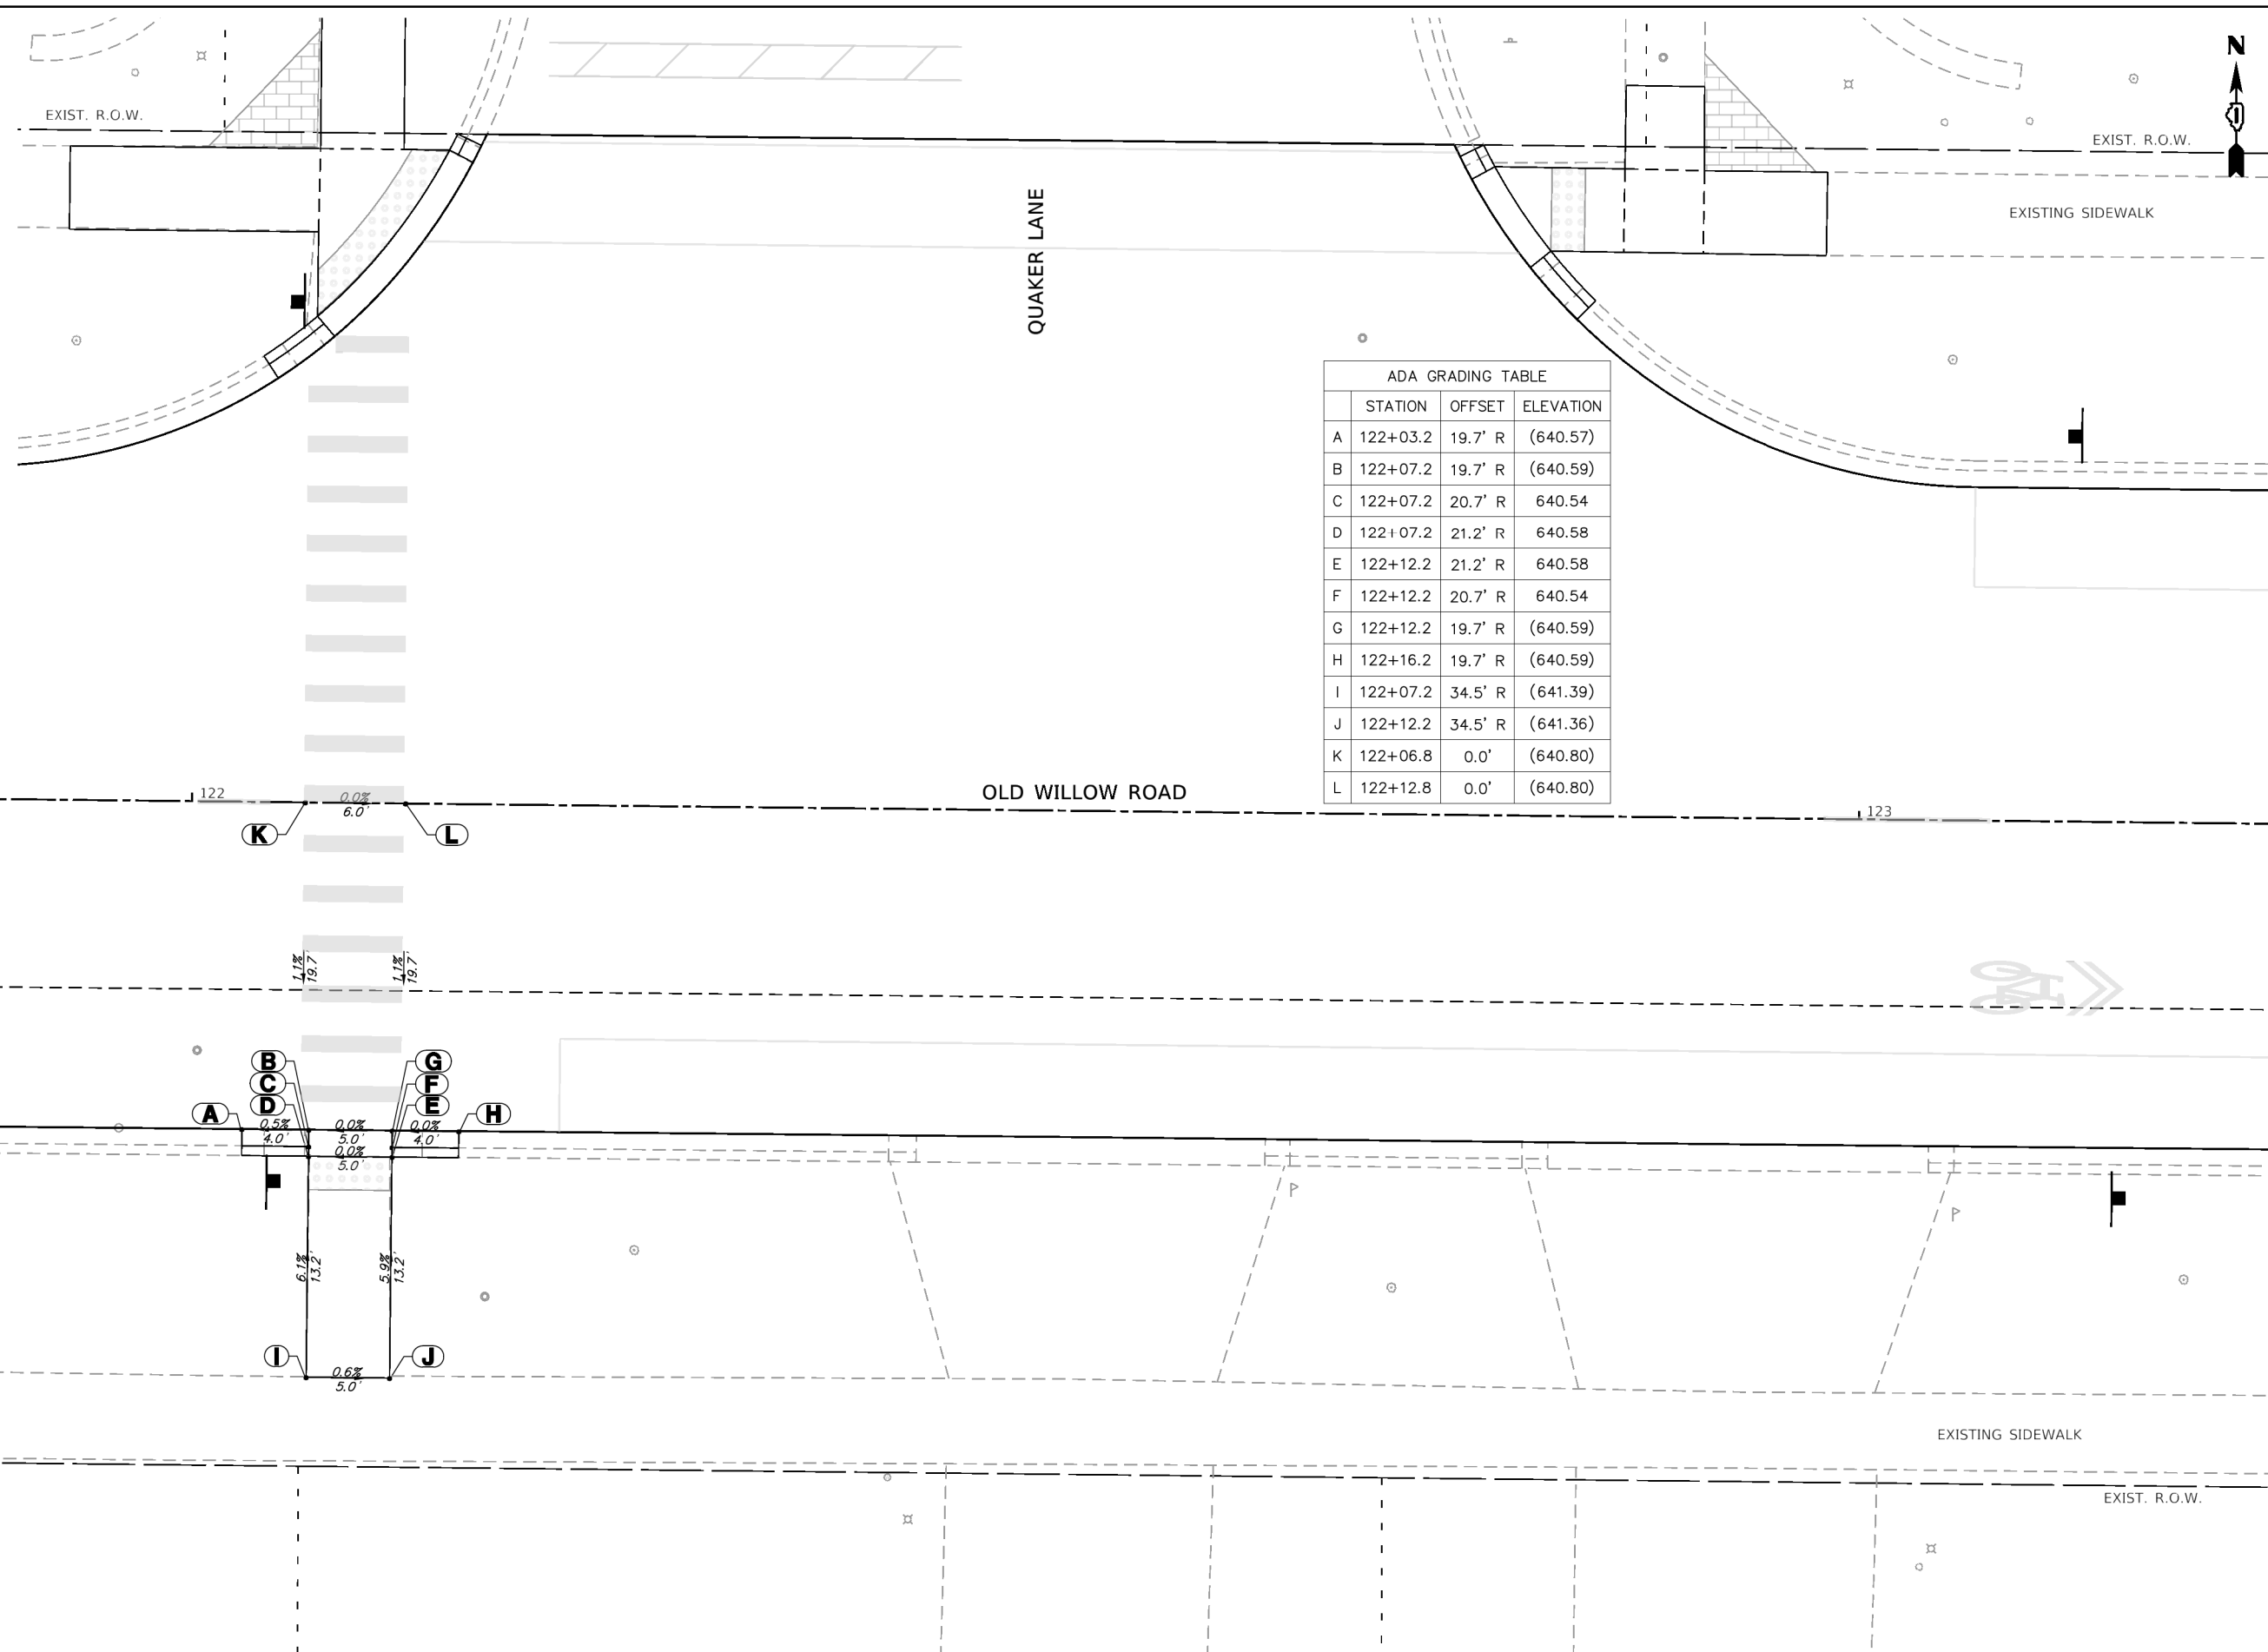 N
EXIST. R.O.W.
EXIST. R.O.W.
EXISTING SIDEWALK
QUAKER LANE
ADA GRADING TABLE
STATION OFFSET ELEVATION
A 122+03.2 19.7' R (640.57)
B 122+07.2 19.7' R (640.59)
C 122+07.2 20.7' R 640.54
D 122+07.2 21.2' R 640.58
E 122+12.2 21.2' R 640.58
F 122+12.2 20.7' R 640.54
G 122+12.2 19.7' R (640.59)
H 122+16.2 19.7' R (640.59)
I 122+07.2 34.5' R (641.39)
J 122+12.2 34.5' R (641.36)
K 122+06.8 0.0' (640.80)
L 122+12.8 0.0' (640.80)
122
0.0%
6.0'
OLD WILLOW ROAD
123
K
L
1.1%
19.7'
1.1%
19.7'
B
G
C
F
D
E
A
H
0.5%
4.0'
0.0%
5.0'
0.0%
4.0'
0.0%
5.0'
6.1%
13.2'
5.9%
13.2'
I
J
0.6%
5.0'
P
P
EXISTING SIDEWALK
EXIST. R.O.W.